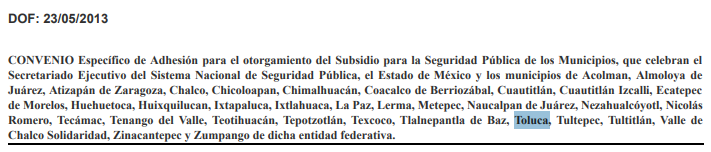 DOF: 23/05/2013
CONVENIO Específico de Adhesión para el otorgamiento del Subsidio para la Seguridad Pública de los Municipios, que celebran el
Secretariado Ejecutivo del Sistema Nacional de Seguridad Pública, el Estado de México y los municipios de Acolman, Almoloya de
Juárez, Atizapán de Zaragoza, Chalco, Chicoloapan, Chimalhuacán, Coacalco de Berriozábal, Cuautitlán, Cuautitlán Izcalli, Ecatepec
de Morelos, Huehuetoca, Huixquilucan, Ixtapaluca, Ixtlahuaca, La Paz, Lerma, Metepec, Naucalpan de Juárez, Nezahualcóyotl, Nicolás
Romero, Tecámac, Tenango del Valle, Teotihuacán, Tepotzotlán, Texcoco, Tlalnepantla de Baz, Toluca, Tultepec, Tultitlán, Valle de
Chalco Solidaridad, Zinacantepec y Zumpango de dicha entidad federativa.